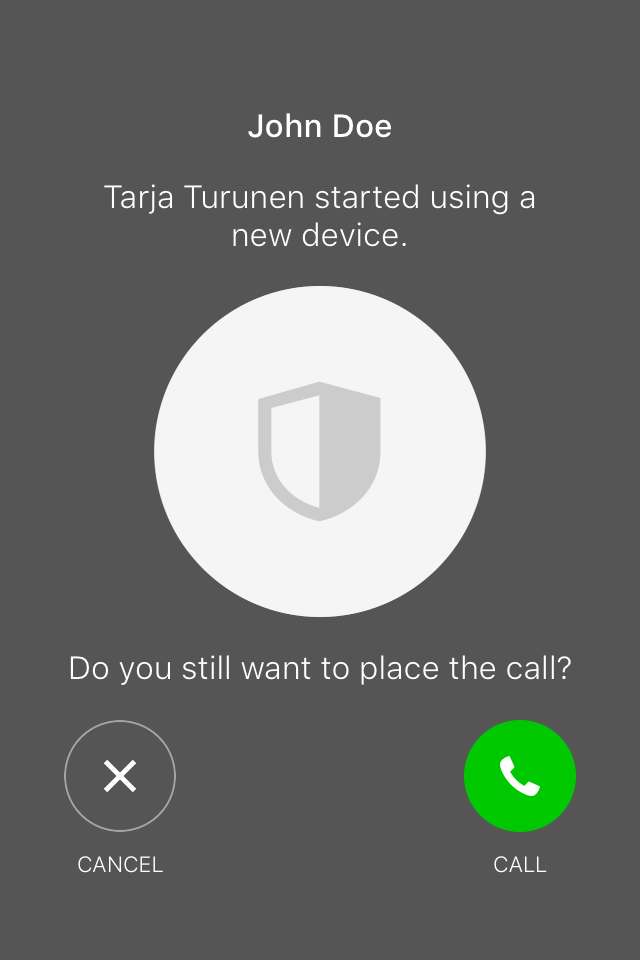 John Doe
Tarja Turunen started using a
new device.
Do you still want to place the call?
CANCEL
CALL